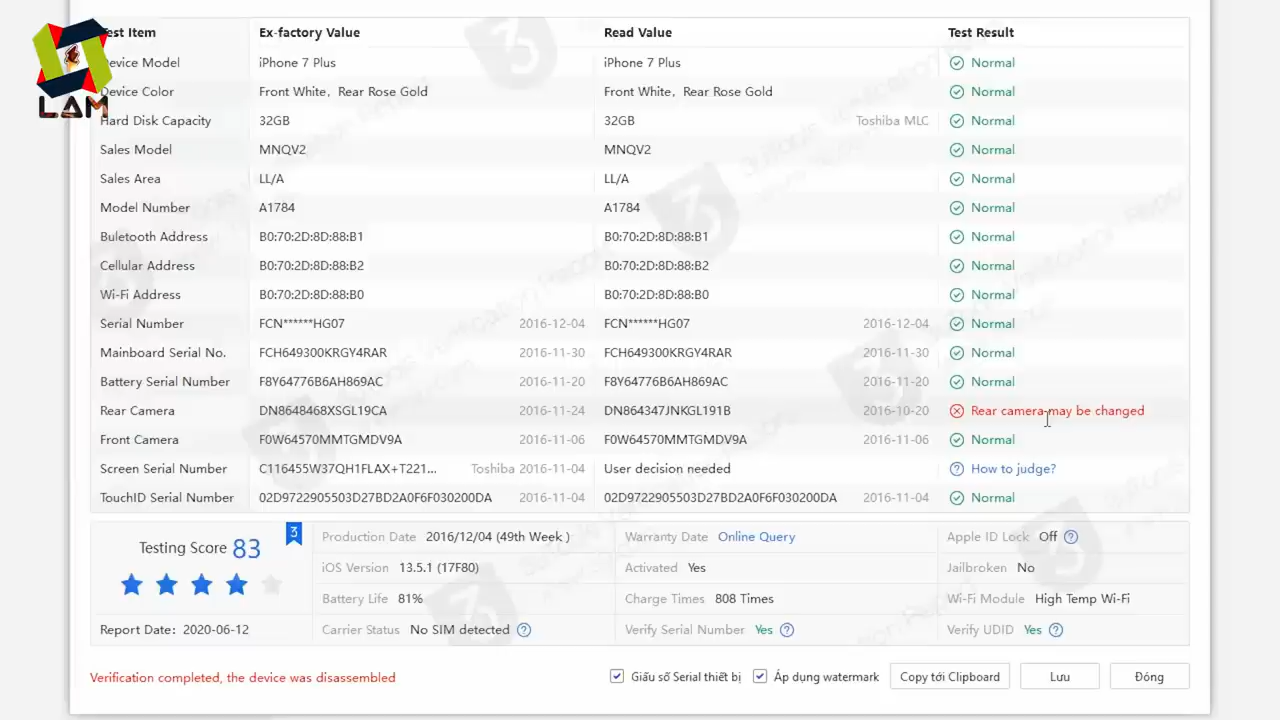 LAM
Test Item Ex-factory Value Read Value Test Result
Device Model iPhone 7 Plus iPhone 7 Plus Normal
Device Color Front White, Rear Rose Gold Front White, Rear Rose Gold Normal
Hard Disk Capacity 32GB 32GB Toshiba MLC Normal
Sales Model MNQV2 MNQV2 Normal
Sales Area LL/A LL/A Normal
Model Number A1784 A1784 Normal
Buletooth Address B0:70:2D:8D:88:B1 B0:70:2D:8D:88:B1 Normal
Cellular Address B0:70:2D:8D:88:B2 B0:70:2D:8D:88:B2 Normal
Wi-Fi Address B0:70:2D:8D:88:B0 B0:70:2D:8D:88:B0 Normal
Serial Number FCN******HG07 2016-12-04 FCN******HG07 2016-12-04 Normal
Mainboard Serial No. FCH649300KRGY4RAR 2016-11-30 FCH649300KRGY4RAR 2016-11-30 Normal
Battery Serial Number F8Y64776B6AH869AC 2016-11-20 F8Y64776B6AH869AC 2016-11-20 Normal
Rear Camera DN8648468XSGL19CA DN864347JNKGL191B 2016-10-20 Rear camera may be changed
Front Camera F0W64570MMTGMDV9A 2016-11-06 F0W64570MMTGMDV9A 2016-11-06 Normal
Screen Serial Number C116455W37QH1FLAX+T221... Toshiba 2016-11-04 User decision needed How to judge?
TouchID Serial Number 02D9722905503D27BD2A0F6F030200DA 2016-11-04 02D9722905503D27BD2A0F6F030200DA 2016-11-04 Normal
Testing Score 83 3
Production Date 2016/12/04 (49th Week ) Warranty Date Online Query Apple ID Lock Off
iOS Version 13.5.1 (17F80) Activated Yes Jailbroken No
Battery Life 81% Charge Times 808 Times Wi-Fi Module High Temp Wi-Fi
Report Date: 2020-06-12 Carrier Status No SIM detected Verify Serial Number Yes Verify UDID Yes
Verification completed, the device was disassembled Giấu số Serial thiết bị Áp dụng watermark Copy tới Clipboard Lưu Đóng